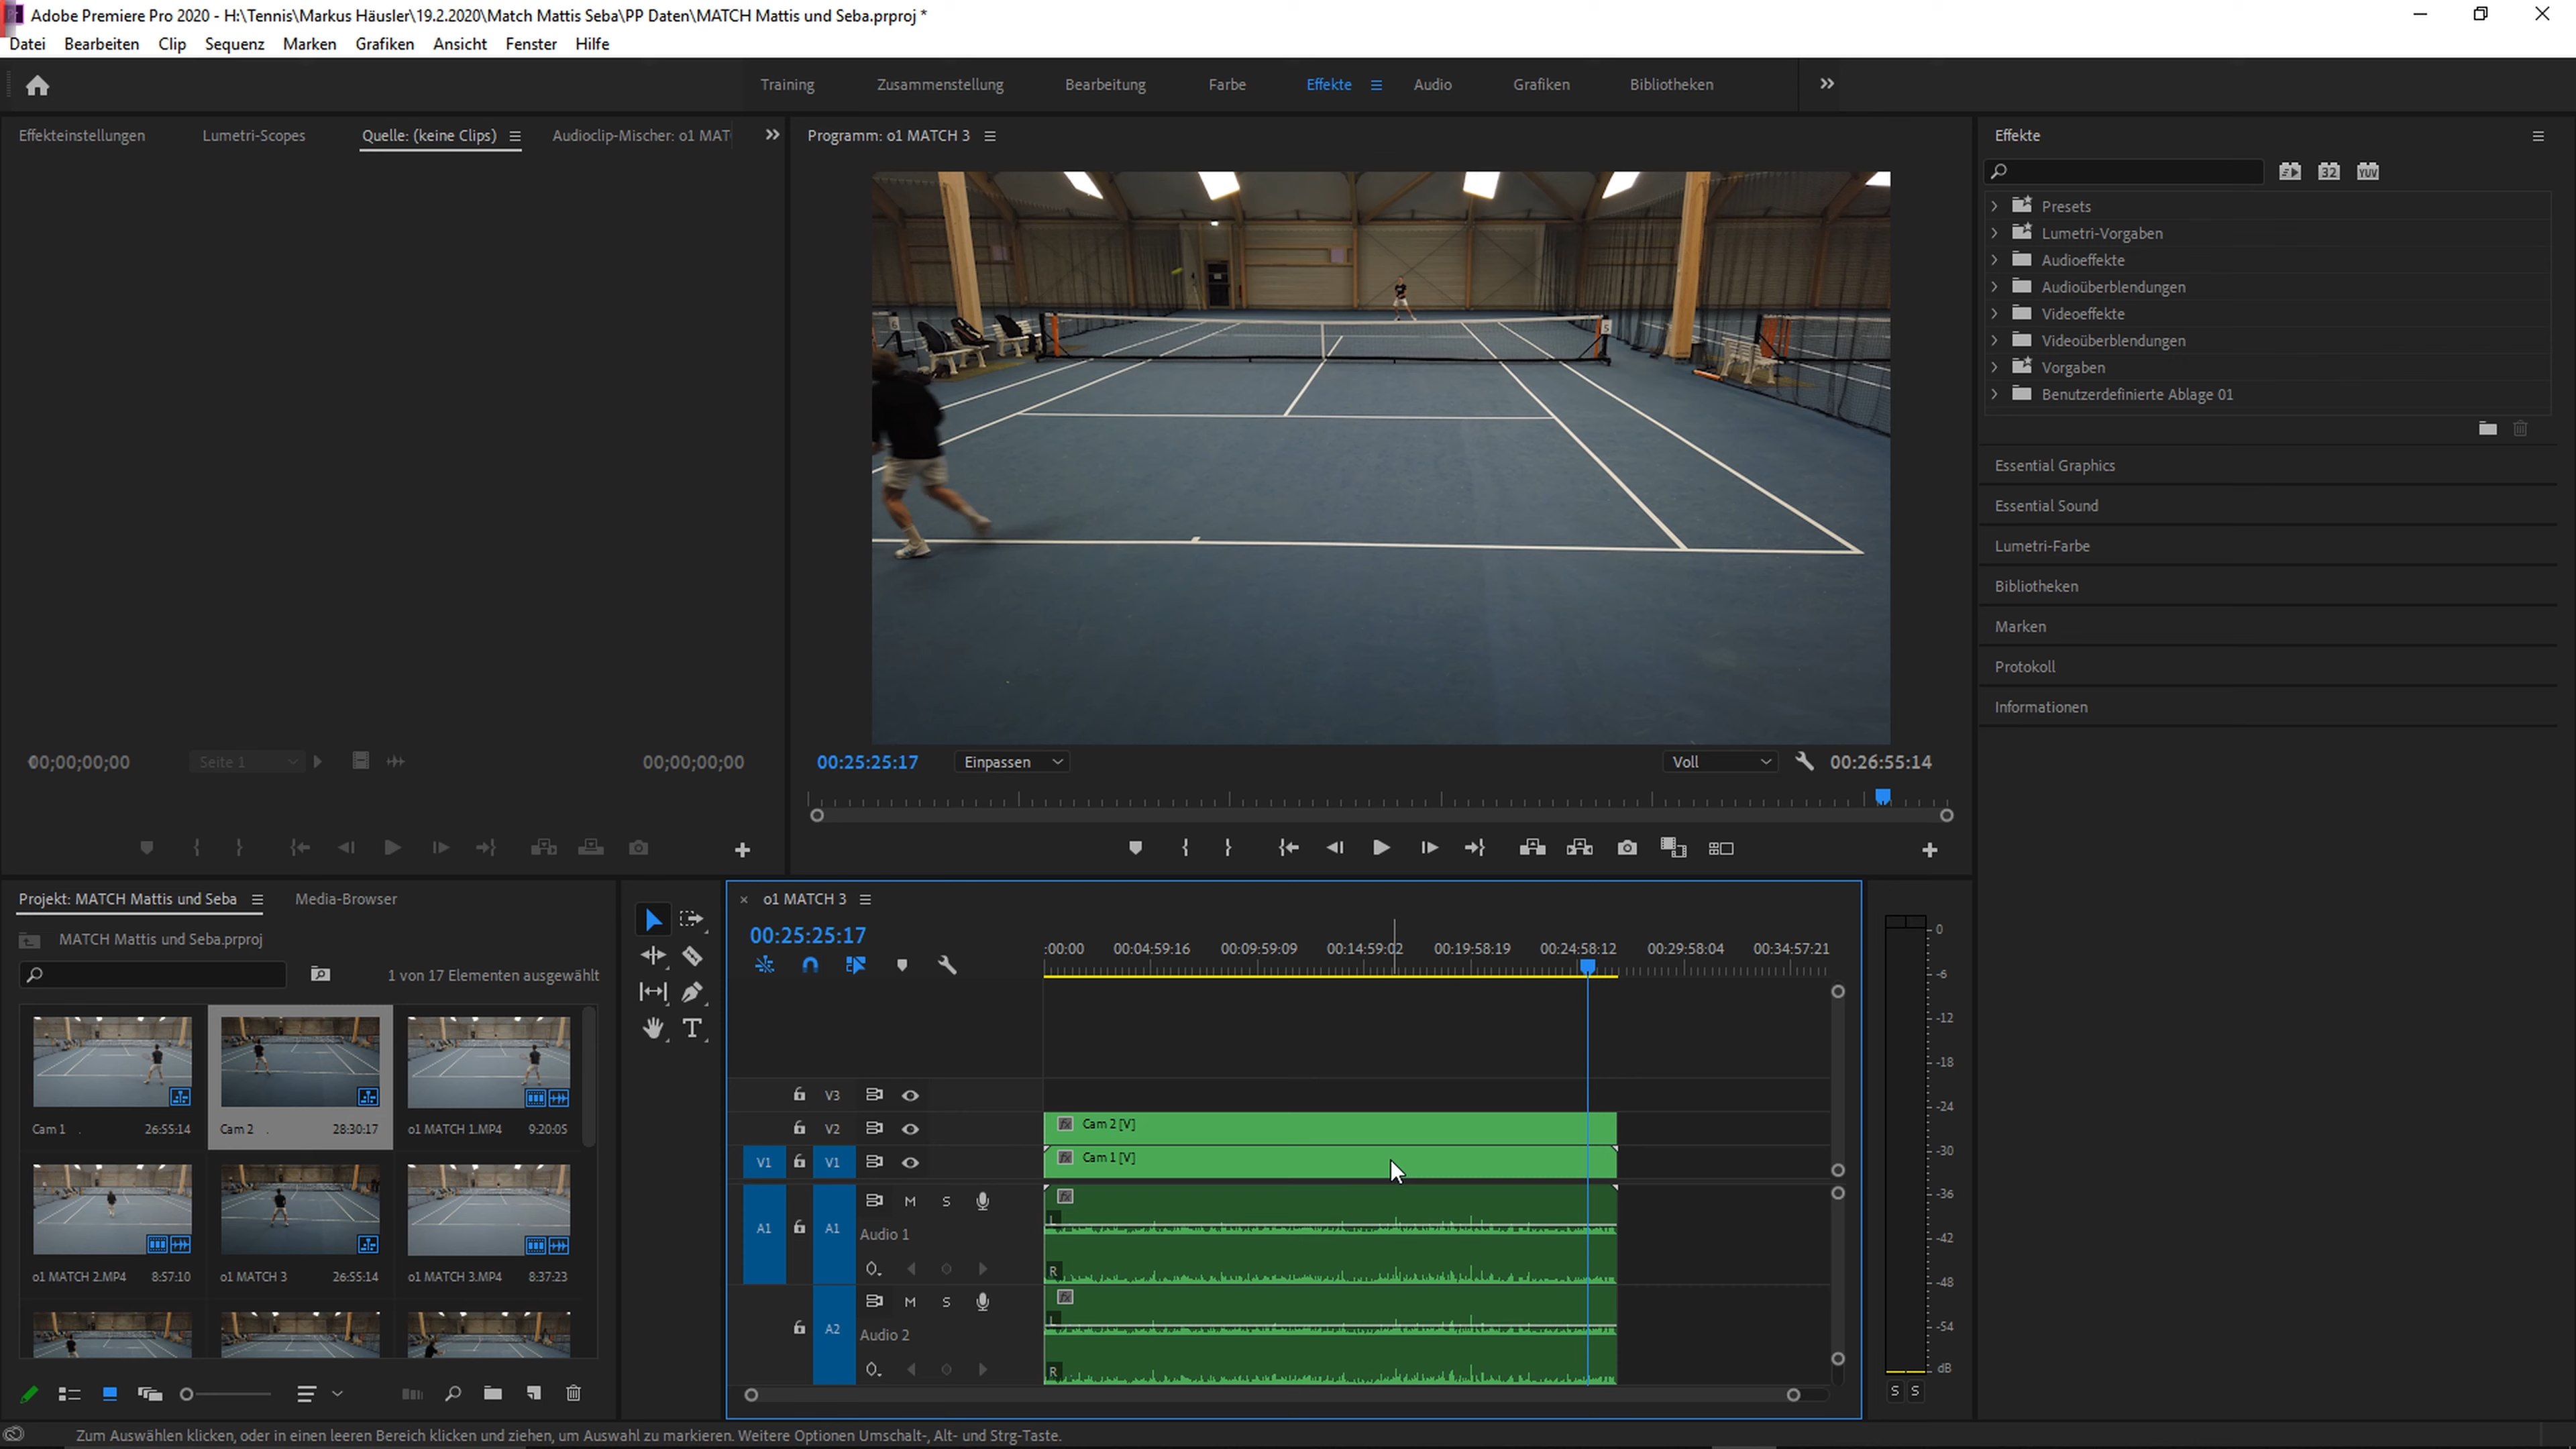 Adobe Premiere Pro 2020 - H:\Tennis\Markus Häusler\19.2.2020\Match Mattis Seba\PP Daten\MATCH Mattis und Seba.prproj *
Datei Bearbeiten Clip Sequenz Marken Grafiken Ansicht Fenster Hilfe
Training Zusammenstellung Bearbeitung Farbe Effekte Audio Grafiken Bibliotheken
Effekteinstellungen Lumetri-Scopes Quelle: (keine Clips) Audioclip-Mischer: o1 MAT
Programm: o1 MATCH 3
00;00;00;00 Seite 1 00;00;00;00
00:25:25:17 Einpassen Voll 00:26:55:14
Effekte
32 YUV
Presets
Lumetri-Vorgaben
Audioeffekte
Audioüberblendungen
Videoeffekte
Videoüberblendungen
Vorgaben
Benutzerdefinierte Ablage 01
Essential Graphics
Essential Sound
Lumetri-Farbe
Bibliotheken
Marken
Protokoll
Informationen
Projekt: MATCH Mattis und Seba Media-Browser
MATCH Mattis und Seba.prproj
1 von 17 Elementen ausgewählt
Cam 1 26:55:14 Cam 2 28:30:17 o1 MATCH 1.MP4 9:20:05
o1 MATCH 2.MP4 8:57:10 o1 MATCH 3 26:55:14 o1 MATCH 3.MP4 8:37:23
× o1 MATCH 3
00:25:25:17
:00:00 00:04:59:16 00:09:59:09 00:14:59:02 00:19:58:19 00:24:58:12 00:29:58:04 00:34:57:21
V3
V2 fx Cam 2 [V]
V1 V1 fx Cam 1 [V]
A1 A1 M S fx
Audio 1 L
R
A2 M S fx
Audio 2 L
R
0
-6
-12
-18
-24
-30
-36
-42
-48
-54
dB
S S
Zum Auswählen klicken, oder in einen leeren Bereich klicken und ziehen, um Auswahl zu markieren. Weitere Optionen Umschalt-, Alt- und Strg-Taste.